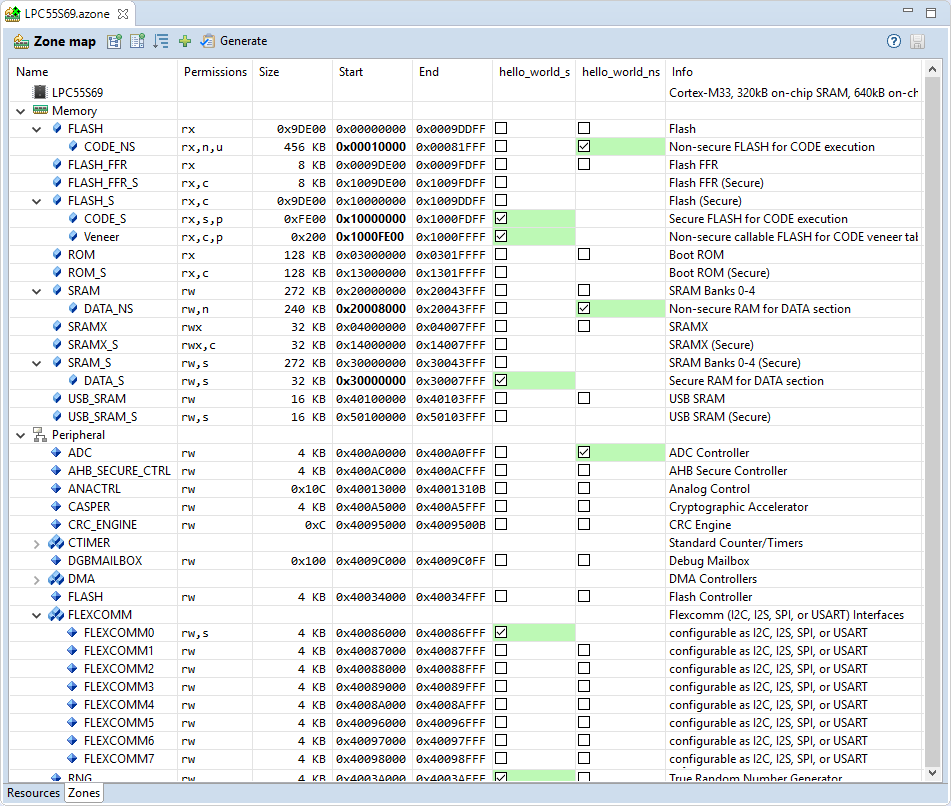 LPC55S69.azone
Zone map Generate
Name Permissions Size Start End hello_world_s hello_world_ns Info
LPC55S69 Cortex-M33, 320kB on-chip SRAM, 640kB on-ch
Memory
FLASH rx 0x9DE00 0x00000000 0x0009DDFF Flash
CODE_NS rx,n,u 456 KB 0x00010000 0x00081FFF Non-secure FLASH for CODE execution
FLASH_FFR rx 8 KB 0x0009DE00 0x0009FDFF Flash FFR
FLASH_FFR_S rx,c 8 KB 0x1009DE00 0x1009FDFF Flash FFR (Secure)
FLASH_S rx,c 0x9DE00 0x10000000 0x1009DDFF Flash (Secure)
CODE_S rx,s,p 0xFE00 0x10000000 0x1000FDFF Secure FLASH for CODE execution
Veneer rx,c,p 0x200 0x1000FE00 0x1000FFFF Non-secure callable FLASH for CODE veneer tab
ROM rx 128 KB 0x03000000 0x0301FFFF Boot ROM
ROM_S rx,c 128 KB 0x13000000 0x1301FFFF Boot ROM (Secure)
SRAM rw 272 KB 0x20000000 0x20043FFF SRAM Banks 0-4
DATA_NS rw,n 240 KB 0x20008000 0x20043FFF Non-secure RAM for DATA section
SRAMX rwx 32 KB 0x04000000 0x04007FFF SRAMX
SRAMX_S rwx,c 32 KB 0x14000000 0x14007FFF SRAMX (Secure)
SRAM_S rw,s 272 KB 0x30000000 0x30043FFF SRAM Banks 0-4 (Secure)
DATA_S rw,s 32 KB 0x30000000 0x30007FFF Secure RAM for DATA section
USB_SRAM rw 16 KB 0x40100000 0x40103FFF USB SRAM
USB_SRAM_S rw,s 16 KB 0x50100000 0x50103FFF USB SRAM (Secure)
Peripheral
ADC rw 4 KB 0x400A0000 0x400A0FFF ADC Controller
AHB_SECURE_CTRL rw 4 KB 0x400AC000 0x400ACFFF AHB Secure Controller
ANACTRL rw 0x10C 0x40013000 0x4001310B Analog Control
CASPER rw 4 KB 0x400A5000 0x400A5FFF Cryptographic Accelerator
CRC_ENGINE rw 0xC 0x40095000 0x4009500B CRC Engine
CTIMER Standard Counter/Timers
DGBMAILBOX rw 0x100 0x4009C000 0x4009C0FF Debug Mailbox
DMA DMA Controllers
FLASH rw 4 KB 0x40034000 0x40034FFF Flash Controller
FLEXCOMM Flexcomm (I2C, I2S, SPI, or USART) Interfaces
FLEXCOMM0 rw,s 4 KB 0x40086000 0x40086FFF configurable as I2C, I2S, SPI, or USART
FLEXCOMM1 rw 4 KB 0x40087000 0x40087FFF configurable as I2C, I2S, SPI, or USART
FLEXCOMM2 rw 4 KB 0x40088000 0x40088FFF configurable as I2C, I2S, SPI, or USART
FLEXCOMM3 rw 4 KB 0x40089000 0x40089FFF configurable as I2C, I2S, SPI, or USART
FLEXCOMM4 rw 4 KB 0x4008A000 0x4008AFFF configurable as I2C, I2S, SPI, or USART
FLEXCOMM5 rw 4 KB 0x40096000 0x40096FFF configurable as I2C, I2S, SPI, or USART
FLEXCOMM6 rw 4 KB 0x40097000 0x40097FFF configurable as I2C, I2S, SPI, or USART
FLEXCOMM7 rw 4 KB 0x40098000 0x40098FFF configurable as I2C, I2S, SPI, or USART
RNG rw 4 KB 0x4003A000 0x4003AFFF True Random Number Generator
Resources Zones